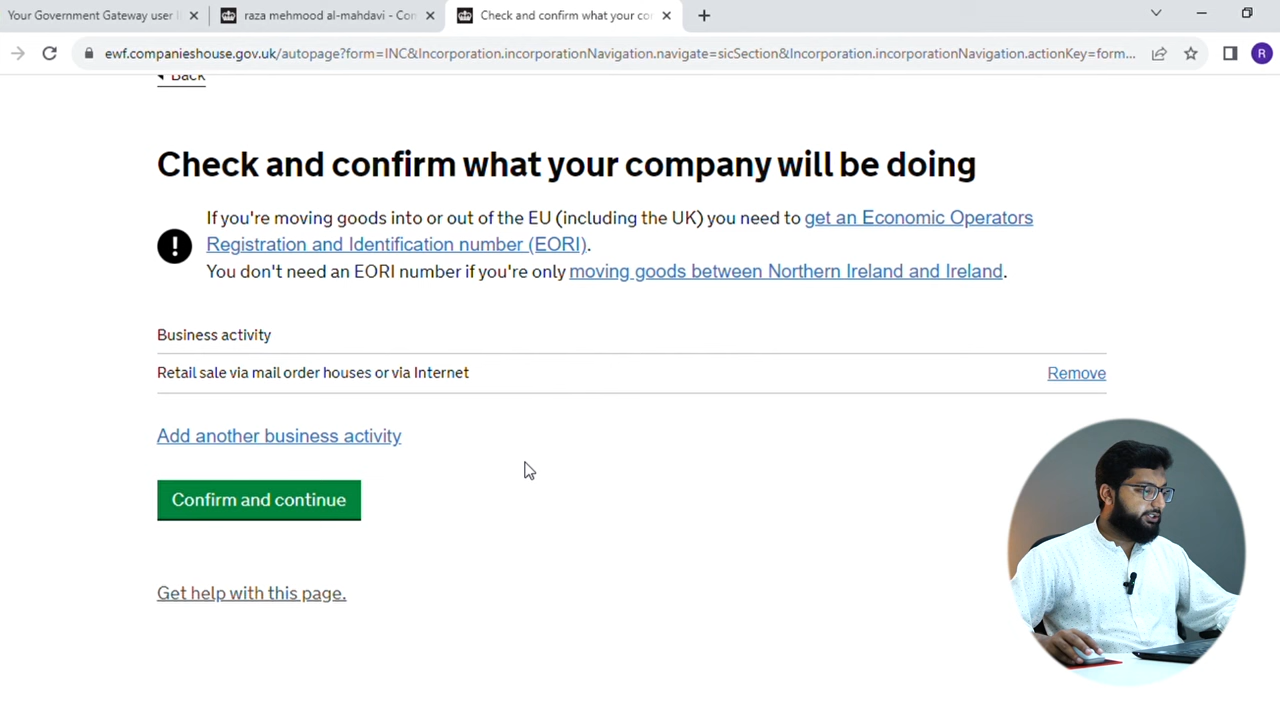 Your Government Gateway user
raza mehmood al-mahdavi - Con
Check and confirm what your co
ewf.companieshouse.gov.uk/autopage?form=INC&Incorporation.incorporationNavigation.navigate=sicSection&Incorporation.incorporationNavigation.actionKey=form...
R
Back
Check and confirm what your company will be doing
If you're moving goods into or out of the EU (including the UK) you need to get an Economic Operators
Registration and Identification number (EORI).
You don't need an EORI number if you're only moving goods between Northern Ireland and Ireland.
Business activity
Retail sale via mail order houses or via Internet
Remove
Add another business activity
Confirm and continue
Get help with this page.